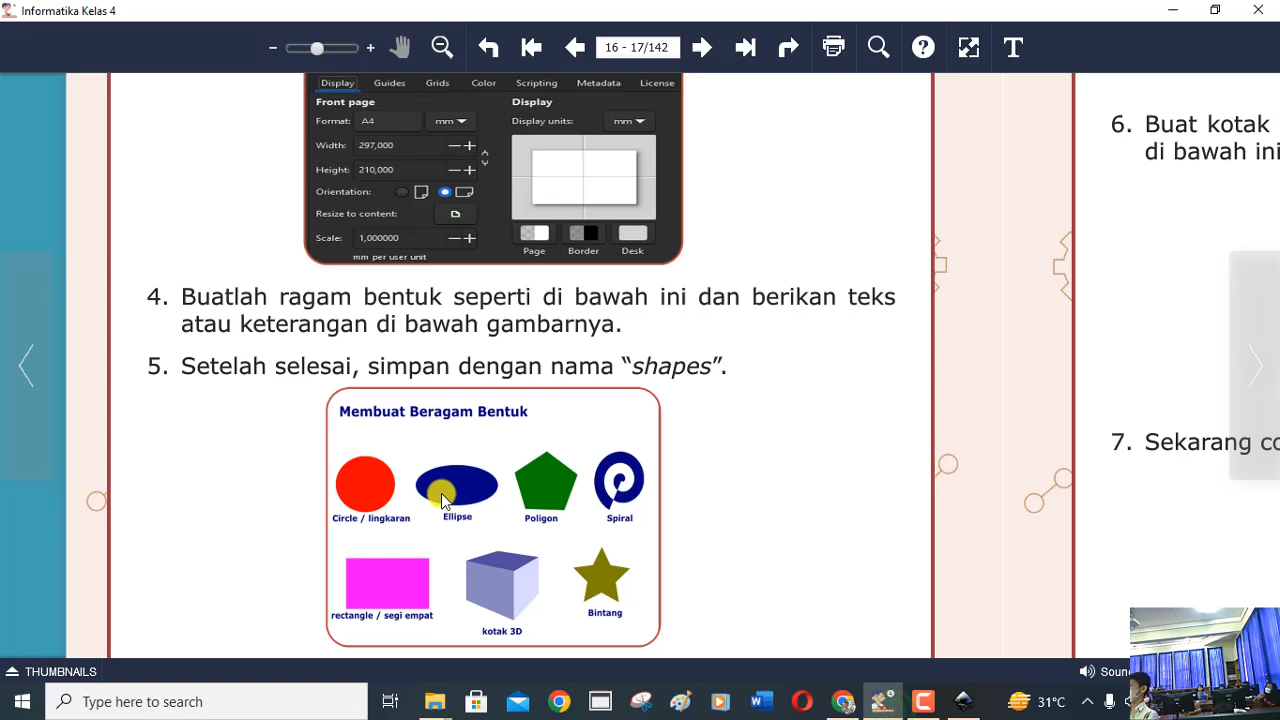 Informatika Kelas 4
16 - 17/142
Display Guides Grids Color Scripting Metadata License
Front page
Format: A4 mm
Width: 297,000
Height: 210,000
Orientation:
Resize to content:
Scale: 1,000000
mm per user unit
Display
Display units: mm
Page Border Desk
4. Buatlah ragam bentuk seperti di bawah ini dan berikan teks
atau keterangan di bawah gambarnya.
5. Setelah selesai, simpan dengan nama “shapes”.
Membuat Beragam Bentuk
Circle / lingkaran Ellipse Poligon Spiral
rectangle / segi empat kotak 3D Bintang
6. Buat kotak
di bawah ini
7. Sekarang co
THUMBNAILS
Soun
Type here to search
31°C